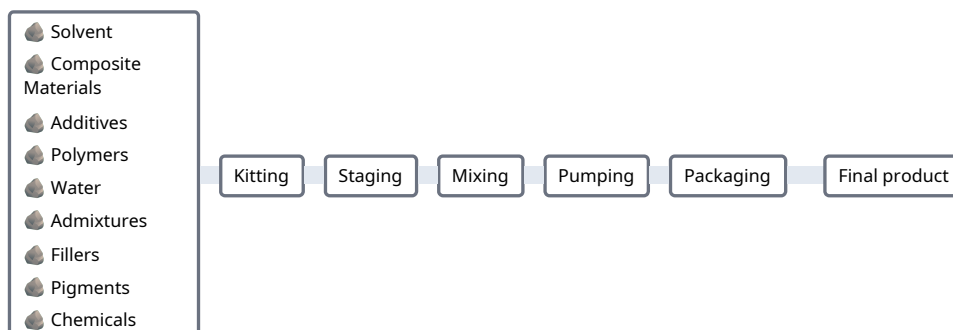 Solvent
Composite
Materials
Additives
Polymers
Water
Admixtures
Fillers
Pigments
Chemicals
Kitting
Staging
Mixing
Pumping
Packaging
Final product